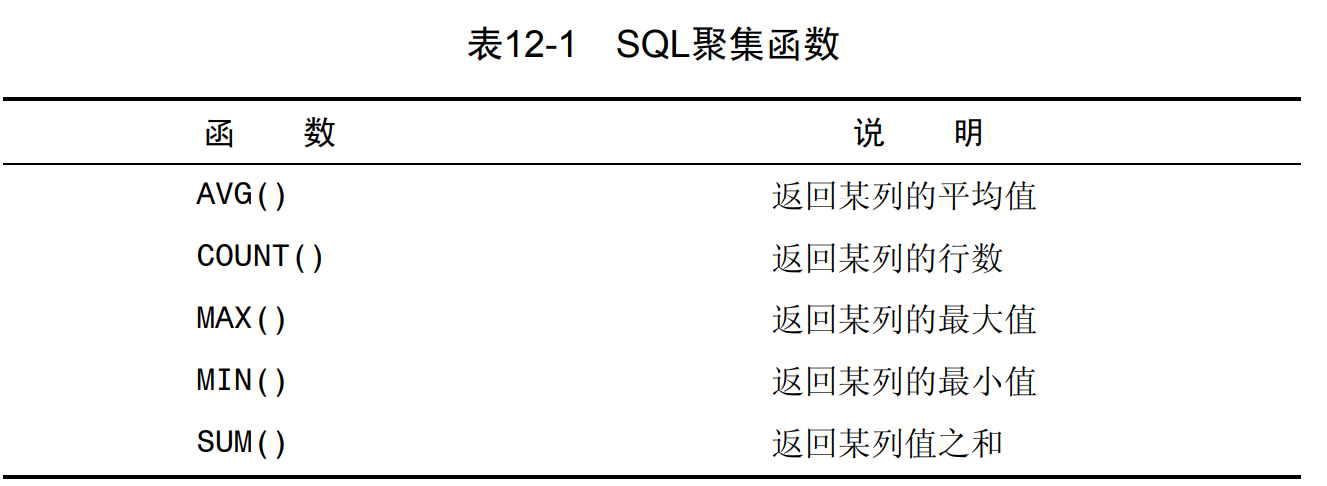 表12-1 SQL聚集函数
函 数 说 明
AVG() 返回某列的平均值
COUNT() 返回某列的行数
MAX() 返回某列的最大值
MIN() 返回某列的最小值
SUM() 返回某列值之和